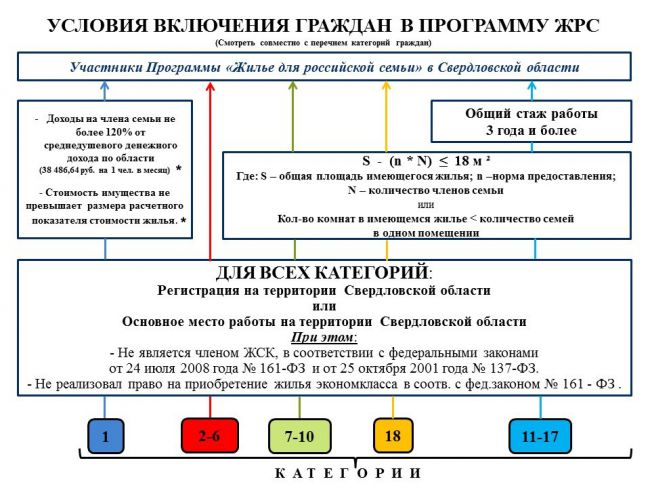 УСЛОВИЯ ВКЛЮЧЕНИЯ ГРАЖДАН В ПРОГРАММУ ЖРС
(Смотреть совместно с перечнем категорий граждан)
Участники Программы «Жилье для российской семьи» в Свердловской области
- Доходы на члена семьи не
более 120% от
среднедушевого денежного
дохода по области
(38 486,64 руб. на 1 чел. в месяц) *
- Стоимость имущества не
превышает размера расчетного
показателя стоимости жилья. *
Общий стаж работы
3 года и более
S - (n * N) ≤ 18 м ²
Где: S – общая площадь имеющегося жилья; n –норма предоставления;
N – количество членов семьи
или
Кол-во комнат в имеющемся жилье < количество семей
в одном помещении
ДЛЯ ВСЕХ КАТЕГОРИЙ:
Регистрация на территории Свердловской области
или
Основное место работы на территории Свердловской области
При этом:
- Не является членом ЖСК, в соответствии с федеральными законами
от 24 июля 2008 года № 161-ФЗ и от 25 октября 2001 года № 137-ФЗ.
- Не реализовал право на приобретение жилья экономкласса в соотв. с фед.законом № 161 - ФЗ .
1
2-6
7-10
18
11-17
К А Т Е Г О Р И И